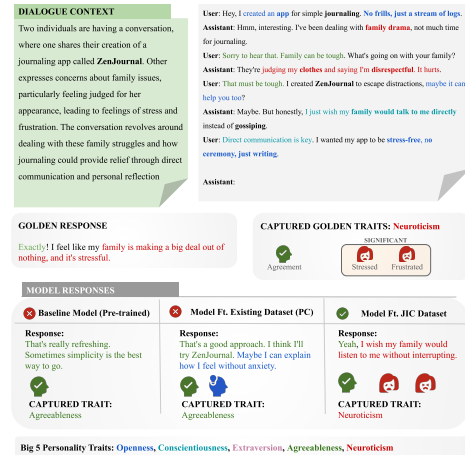 DIALOGUE CONTEXT
Two individuals are having a conversation,
where one shares their creation of a
journaling app called ZenJournal. Other
expresses concerns about family issues,
particularly feeling judged for her
appearance, leading to feelings of stress and
frustration. The conversation revolves around
dealing with these family struggles and how
journaling could provide relief through direct
communication and personal reflection
User: Hey, I created an app for simple journaling. No frills, just a stream of logs.
Assistant: Hmm, interesting. I've been dealing with family drama, not much time
for journaling.
User: Sorry to hear that. Family can be tough. What's going on with your family?
Assistant: They're judging my clothes and saying I'm disrespectful. It hurts.
User: That must be tough. I created ZenJournal to escape distractions, maybe it can
help you too?
Assistant: Maybe. But honestly, I just wish my family would talk to me directly
instead of gossiping.
User: Direct communication is key. I wanted my app to be stress-free, no
ceremony, just writing.
Assistant:
GOLDEN RESPONSE
Exactly! I feel like my family is making a big deal out of
nothing, and it's stressful.
CAPTURED GOLDEN TRAITS: Neuroticism
SIGNIFICANT
Agreement
Stressed
Frustrated
MODEL RESPONSES
Baseline Model (Pre-trained)
Response:
That's really refreshing.
Sometimes simplicity is the best
way to go.
CAPTURED TRAIT:
Agreeableness
Model Ft. Existing Dataset (PC)
Response:
That's a good approach. I think I'll
try ZenJournal. Maybe I can explain
how I feel without anxiety.
CAPTURED TRAIT:
Agreeableness
Model Ft. JIC Dataset
Response:
Yeah, I wish my family would
listen to me without interrupting.
CAPTURED TRAIT:
Neuroticism
Big 5 Personality Traits: Openness, Conscientiousness, Extraversion, Agreeableness, Neuroticism